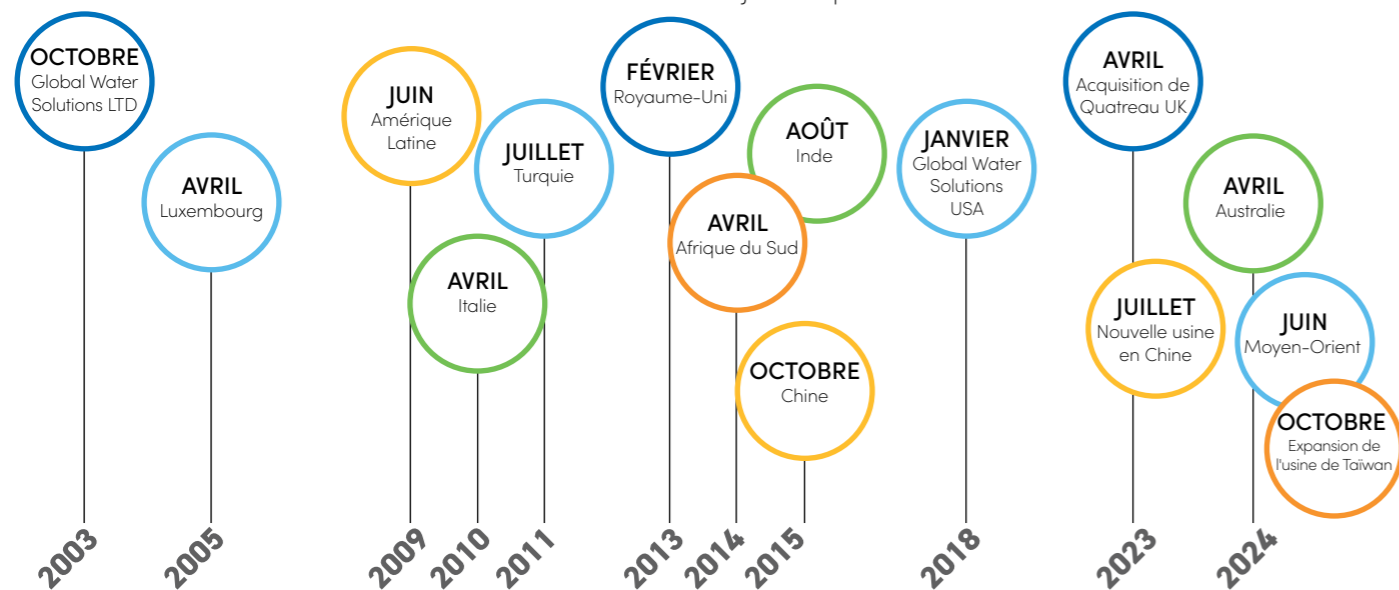 OCTOBRE
Global Water
Solutions LTD
AVRIL
Luxembourg
JUIN
Amérique
Latine
AVRIL
Italie
JUILLET
Turquie
FÉVRIER
Royaume-Uni
AVRIL
Afrique du Sud
AOÛT
Inde
OCTOBRE
Chine
JANVIER
Global Water
Solutions
USA
AVRIL
Acquisition de
Quatreau UK
JUILLET
Nouvelle usine
en Chine
AVRIL
Australie
JUIN
Moyen-Orient
OCTOBRE
Expansion de
l'usine de Taïwan
2003
2005
2009
2010
2011
2013
2014
2015
2018
2023
2024